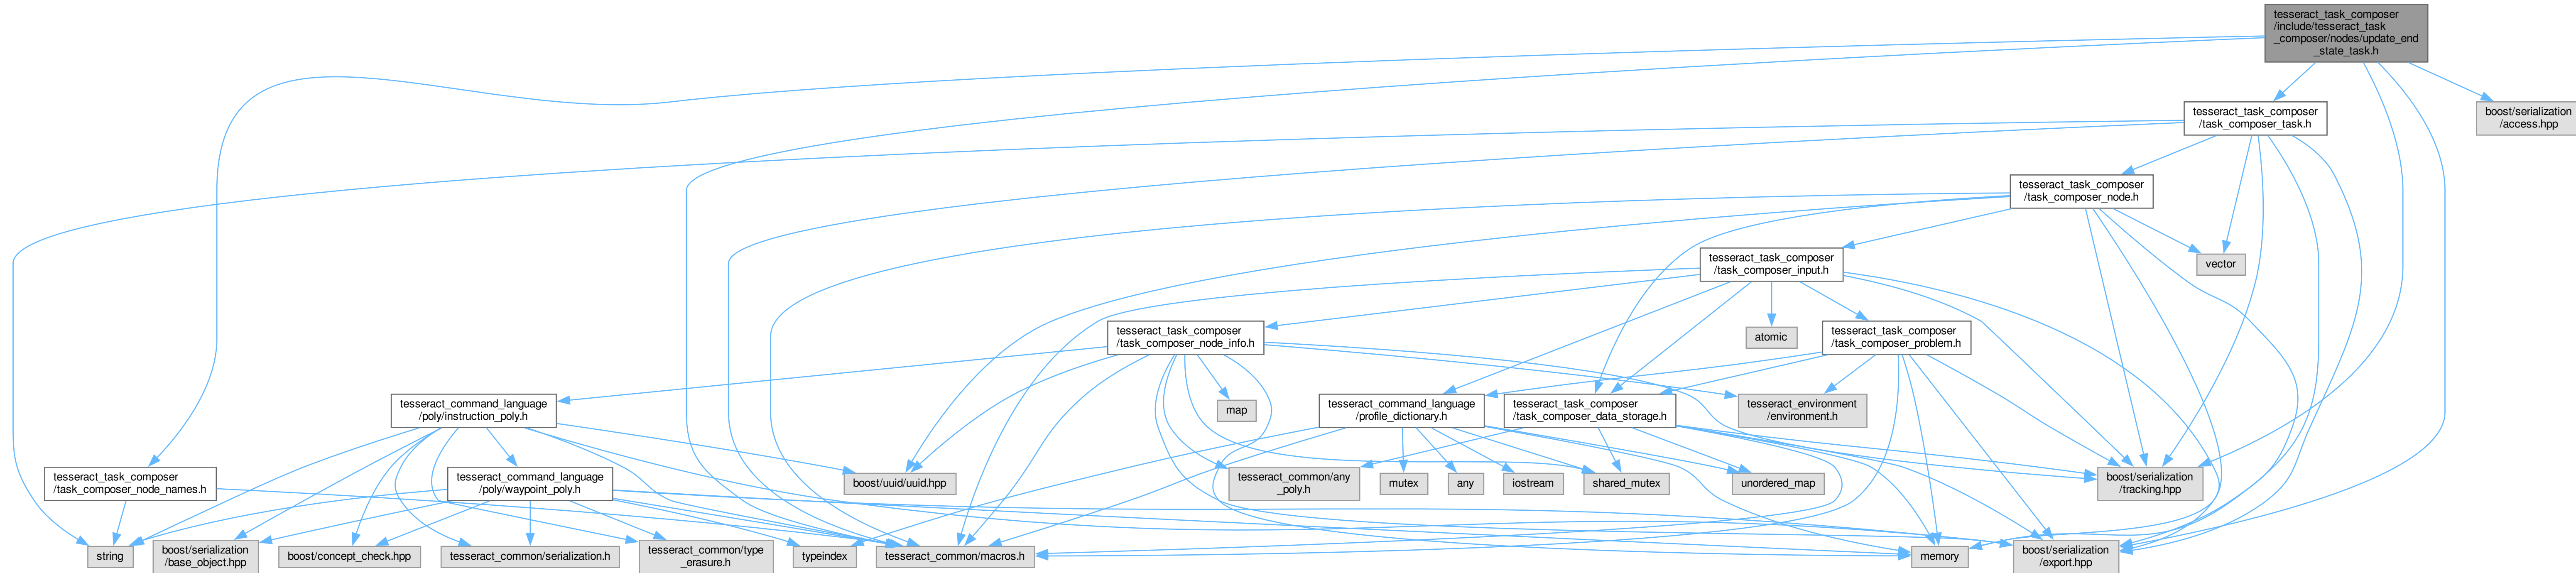 tesseract_task_composer
/include/tesseract_task
_composer/nodes/update_end
_state_task.h
tesseract_task_composer
/task_composer_task.h
boost/serialization
/access.hpp
tesseract_task_composer
/task_composer_node.h
tesseract_task_composer
/task_composer_input.h
vector
tesseract_task_composer
/task_composer_node_info.h
atomic
tesseract_task_composer
/task_composer_problem.h
tesseract_command_language
/poly/instruction_poly.h
map
tesseract_command_language
/profile_dictionary.h
tesseract_task_composer
/task_composer_data_storage.h
tesseract_environment
/environment.h
tesseract_task_composer
/task_composer_node_names.h
tesseract_command_language
/poly/waypoint_poly.h
boost/uuid/uuid.hpp
tesseract_common/any
_poly.h
mutex
any
iostream
shared_mutex
unordered_map
boost/serialization
/tracking.hpp
string
boost/serialization
/base_object.hpp
boost/concept_check.hpp
tesseract_common/serialization.h
tesseract_common/type
_erasure.h
typeindex
tesseract_common/macros.h
memory
boost/serialization
/export.hpp